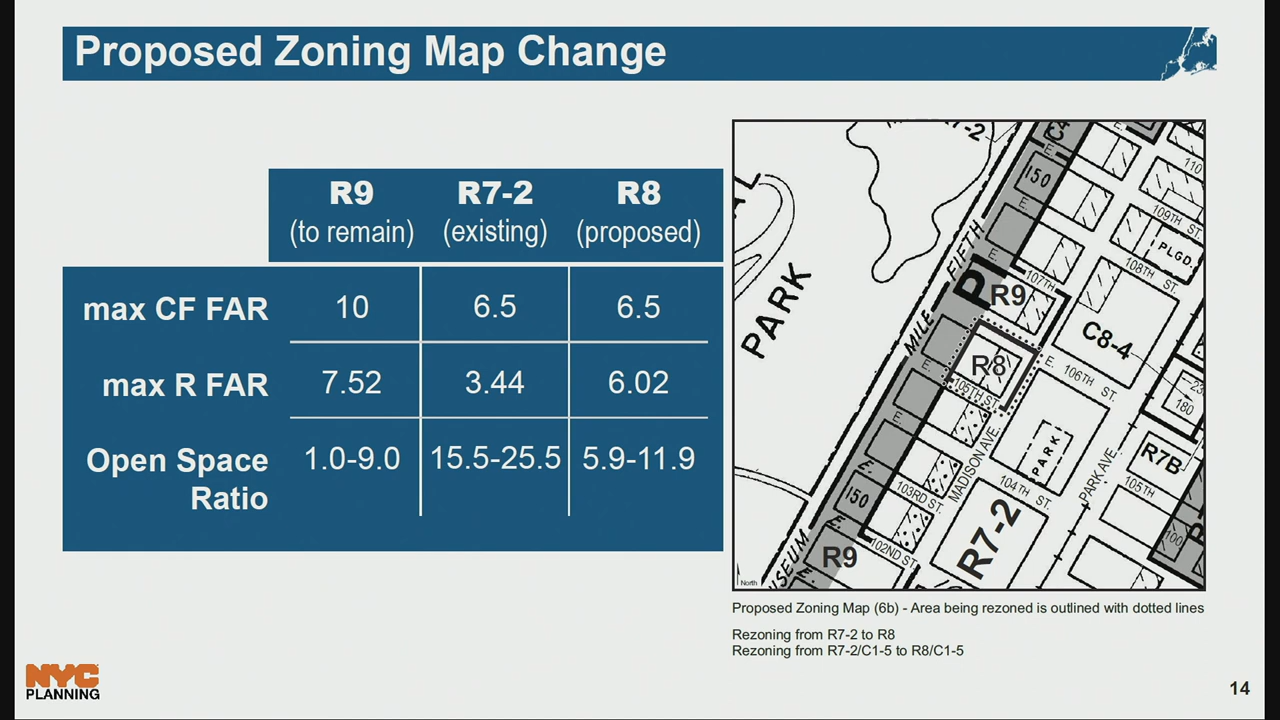 Proposed Zoning Map Change
R9 R7-2 R8
(to remain) (existing) (proposed)
max CF FAR 10 6.5 6.5
max R FAR 7.52 3.44 6.02
Open Space 1.0-9.0 15.5-25.5 5.9-11.9
Ratio
7-2
C4
E.
E.
150
110
E.
109TH ST.
PLGD.
FIFTH
E.
108TH ST.
PARK
107TH
R9
MILE
C8-4
R8
E. 106TH ST.
E.
105TH ST.
180
E.
PARK
MADISON AVE.
PARK AVE.
R7B
E.
103RD ST.
104TH ST.
105TH
150
R7-2
100
E.
102ND ST.
R9
North
Proposed Zoning Map (6b) - Area being rezoned is outlined with dotted lines
Rezoning from R7-2 to R8
Rezoning from R7-2/C1-5 to R8/C1-5
NYC
PLANNING
14